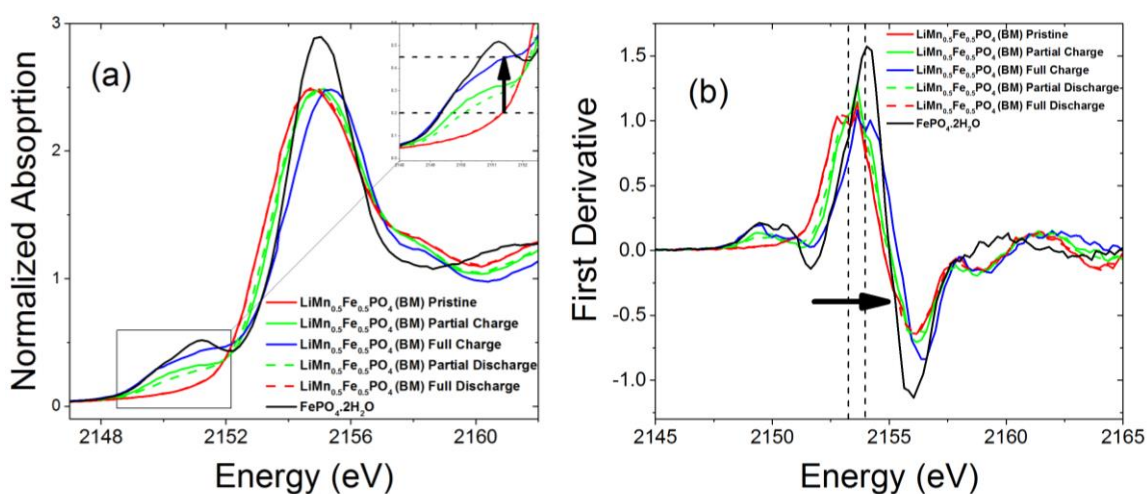 (a)
Normalized Absoption
3
2
1
0
2148
2152
2156
2160
Energy (eV)
LiMn0.5Fe0.5PO4 (BM) Pristine
LiMn0.5Fe0.5PO4 (BM) Partial Charge
LiMn0.5Fe0.5PO4 (BM) Full Charge
LiMn0.5Fe0.5PO4 (BM) Partial Discharge
LiMn0.5Fe0.5PO4 (BM) Full Discharge
FePO4.2H2O
(b)
First Derivative
1.5
1.0
0.5
0.0
-0.5
-1.0
2145
2150
2155
2160
2165
Energy (eV)
LiMn0.5Fe0.5PO4 (BM) Pristine
LiMn0.5Fe0.5PO4 (BM) Partial Charge
LiMn0.5Fe0.5PO4 (BM) Full Charge
LiMn0.5Fe0.5PO4 (BM) Partial Discharge
LiMn0.5Fe0.5PO4 (BM) Full Discharge
FePO4.2H2O